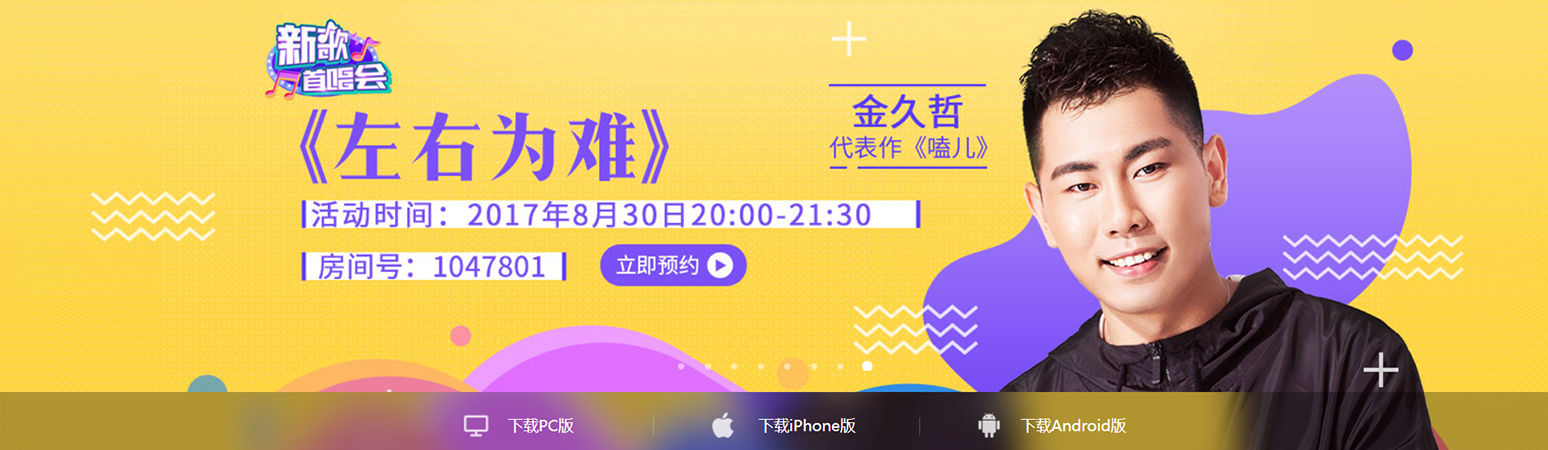 新歌
首唱会
《左右为难》
金久哲
代表作《嗑儿》
活动时间：2017年8月30日20:00-21:30
房间号：1047801
立即预约
下载PC版
下载iPhone版
下载Android版